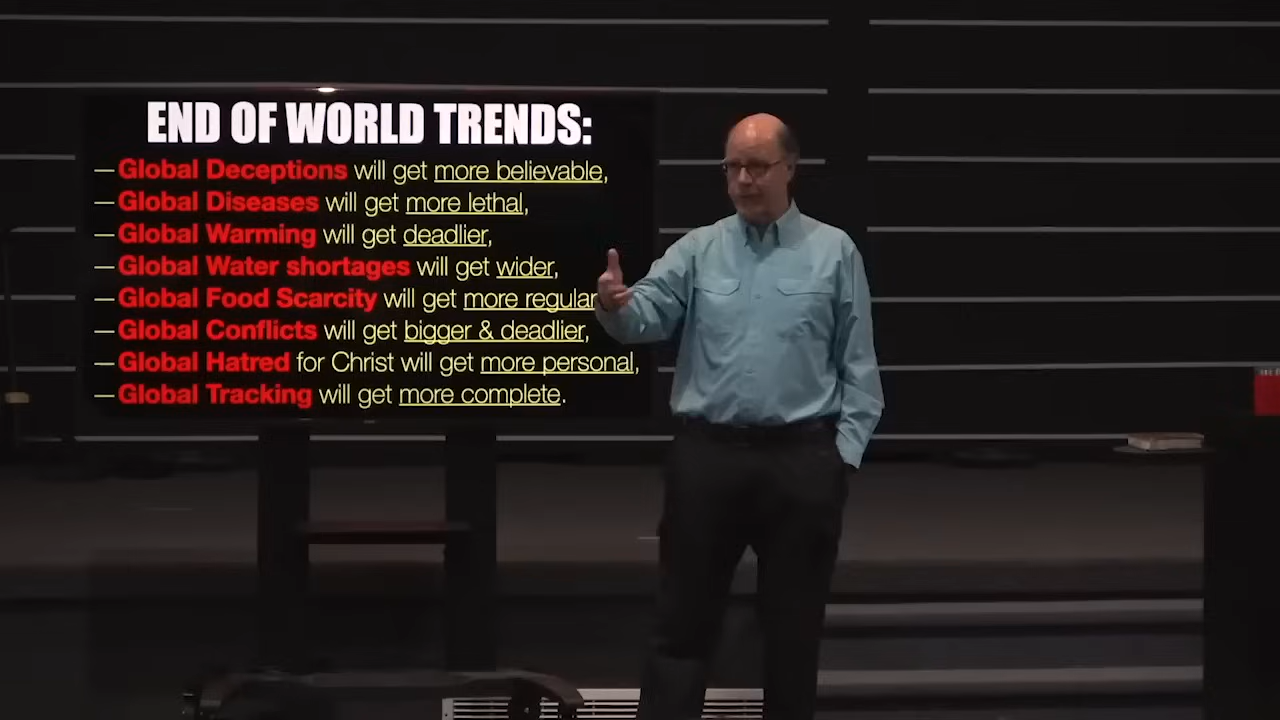 END OF WORLD TRENDS:
—Global Deceptions will get more believable,
—Global Diseases will get more lethal,
—Global Warming will get deadlier,
—Global Water shortages will get wider,
—Global Food Scarcity will get more regular
—Global Conflicts will get bigger & deadlier,
—Global Hatred for Christ will get more personal,
—Global Tracking will get more complete.